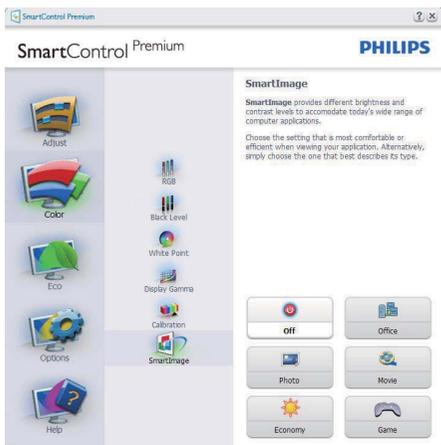 SmartControl Premium
? ×
SmartControl Premium
PHILIPS
Adjust
Color
Eco
Options
Help
RGB
Black Level
White Point
Display Gamma
Calibration
SmartImage
SmartImage
SmartImage provides different brightness and
contrast levels to accomodate today's wide range of
computer applications.
Choose the setting that is most comfortable or
efficient when viewing your application. Alternatively,
simply choose the one that best describes its type.
Off
Office
Photo
Movie
Economy
Game